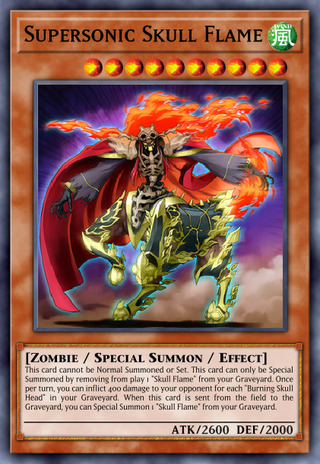 Supersonic Skull Flame
WIND
風
[Zombie / Special Summon / Effect]
This card cannot be Normal Summoned or Set. This card can only be Special
Summoned by removing from play 1 "Skull Flame" from your Graveyard. Once
per turn, you can inflict 400 damage to your opponent for each "Burning Skull
Head" in your Graveyard. When this card is sent from the field to the
Graveyard, you can Special Summon 1 "Skull Flame" from your Graveyard.
ATK/2600 DEF/2000